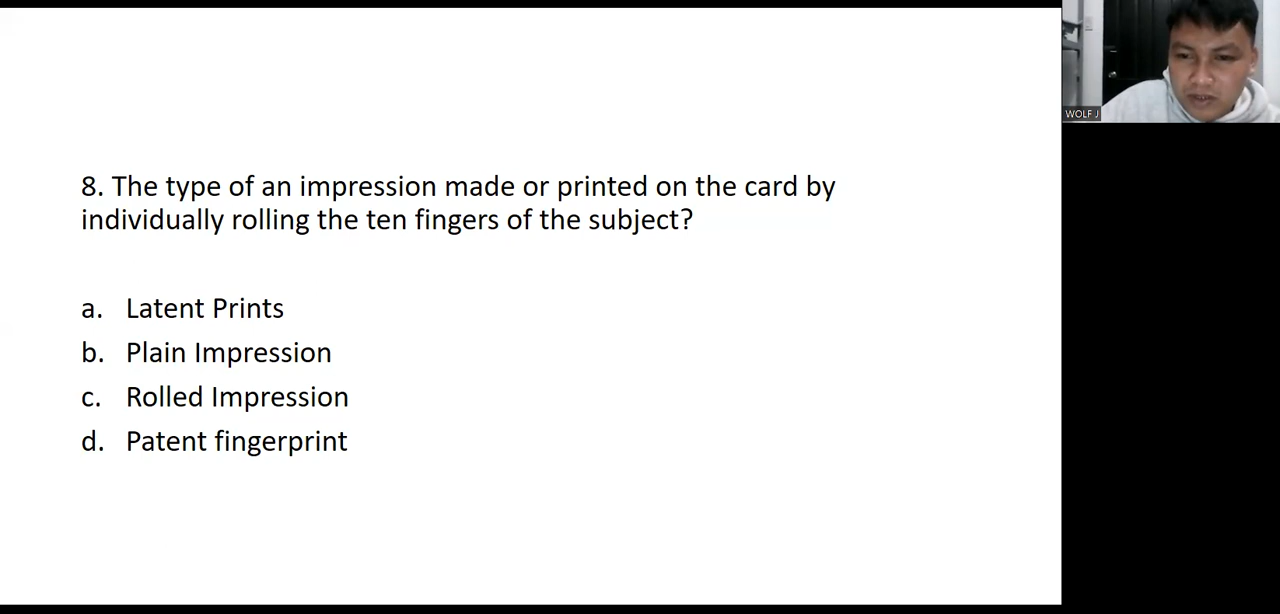 8. The type of an impression made or printed on the card by
individually rolling the ten fingers of the subject?
a. Latent Prints
b. Plain Impression
c. Rolled Impression
d. Patent fingerprint
WOLF J